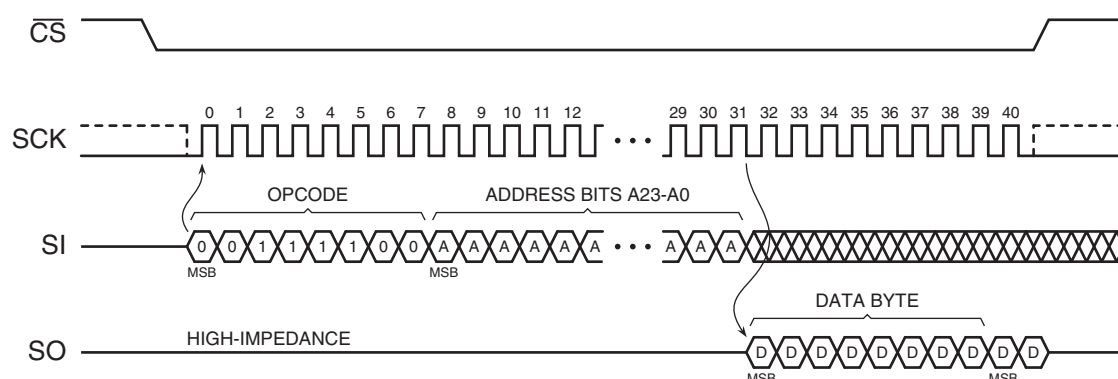 CS
SCK
0 1 2 3 4 5 6 7 8 9 10 11 12 29 30 31 32 33 34 35 36 37 38 39 40
OPCODE ADDRESS BITS A23-A0
SI 0 0 1 1 1 1 0 0 A A A A A A A A A
MSB MSB
DATA BYTE
HIGH-IMPEDANCE
SO D D D D D D D D D D
MSB MSB